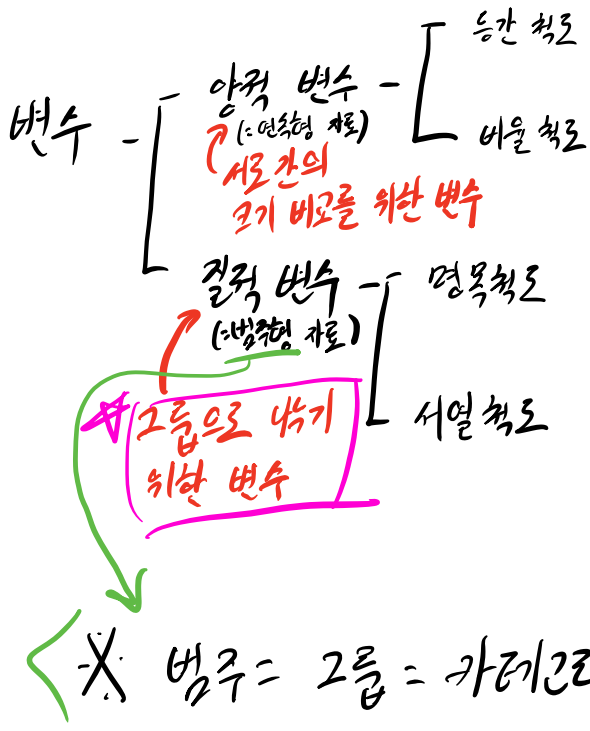 변수
양적 변수
(=연속형 자료)
서로 간의
크기 비교를 위한 변수
등간 척도
비율 척도
질적 변수
(=범주형 자료)
그룹으로 나누기
위한 변수
명목척도
서열척도
※ 범주 = 그룹 = 카테고리